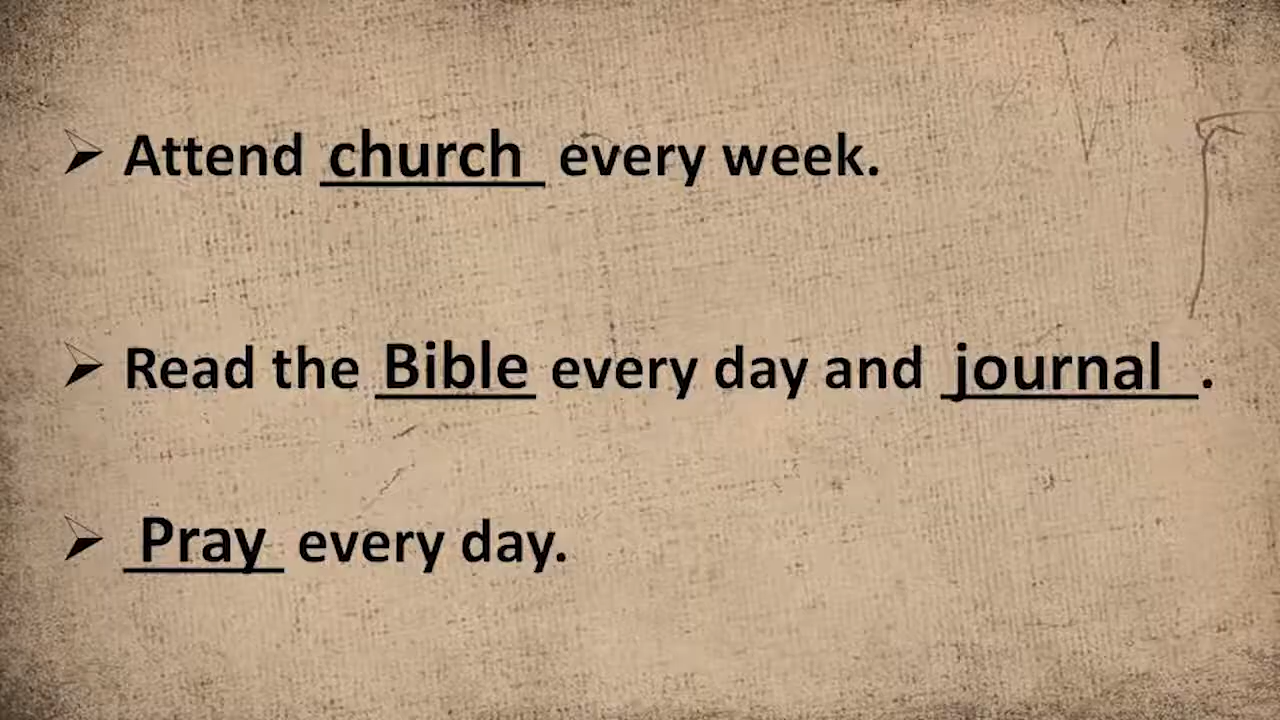 Attend church every week.
Read the Bible every day and journal.
Pray every day.